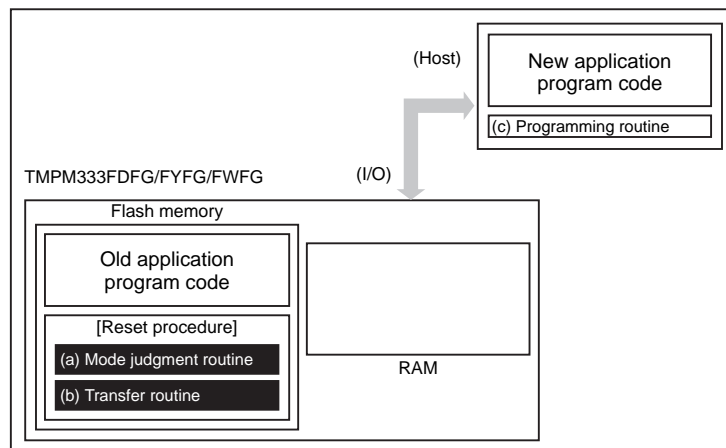 (Host)
New application
program code
(c) Programming routine
TMPM333FDFG/FYFG/FWFG
(I/O)
Flash memory
Old application
program code
[Reset procedure]
(a) Mode judgment routine
(b) Transfer routine
RAM